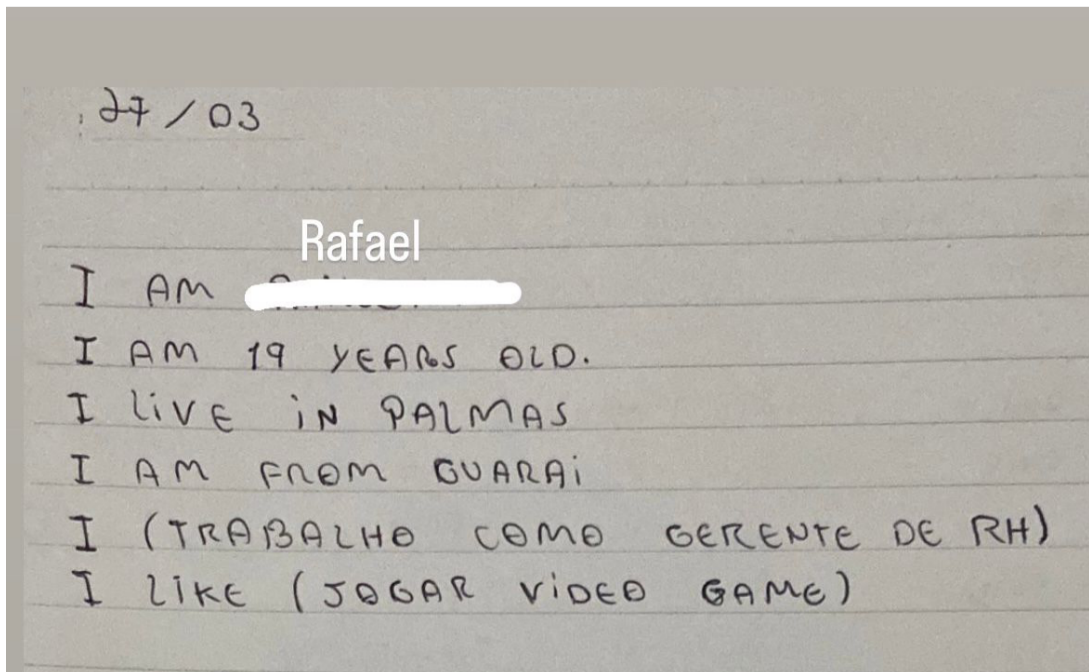 27/03
Rafael
I AM
I AM 19 YEARS OLD.
I LiVE iN PALMAS
I AM FROM GUARAi
I (TRABALHO COMO GERENTE DE RH)
I LIKE (JOGAR ViDEO GAME)